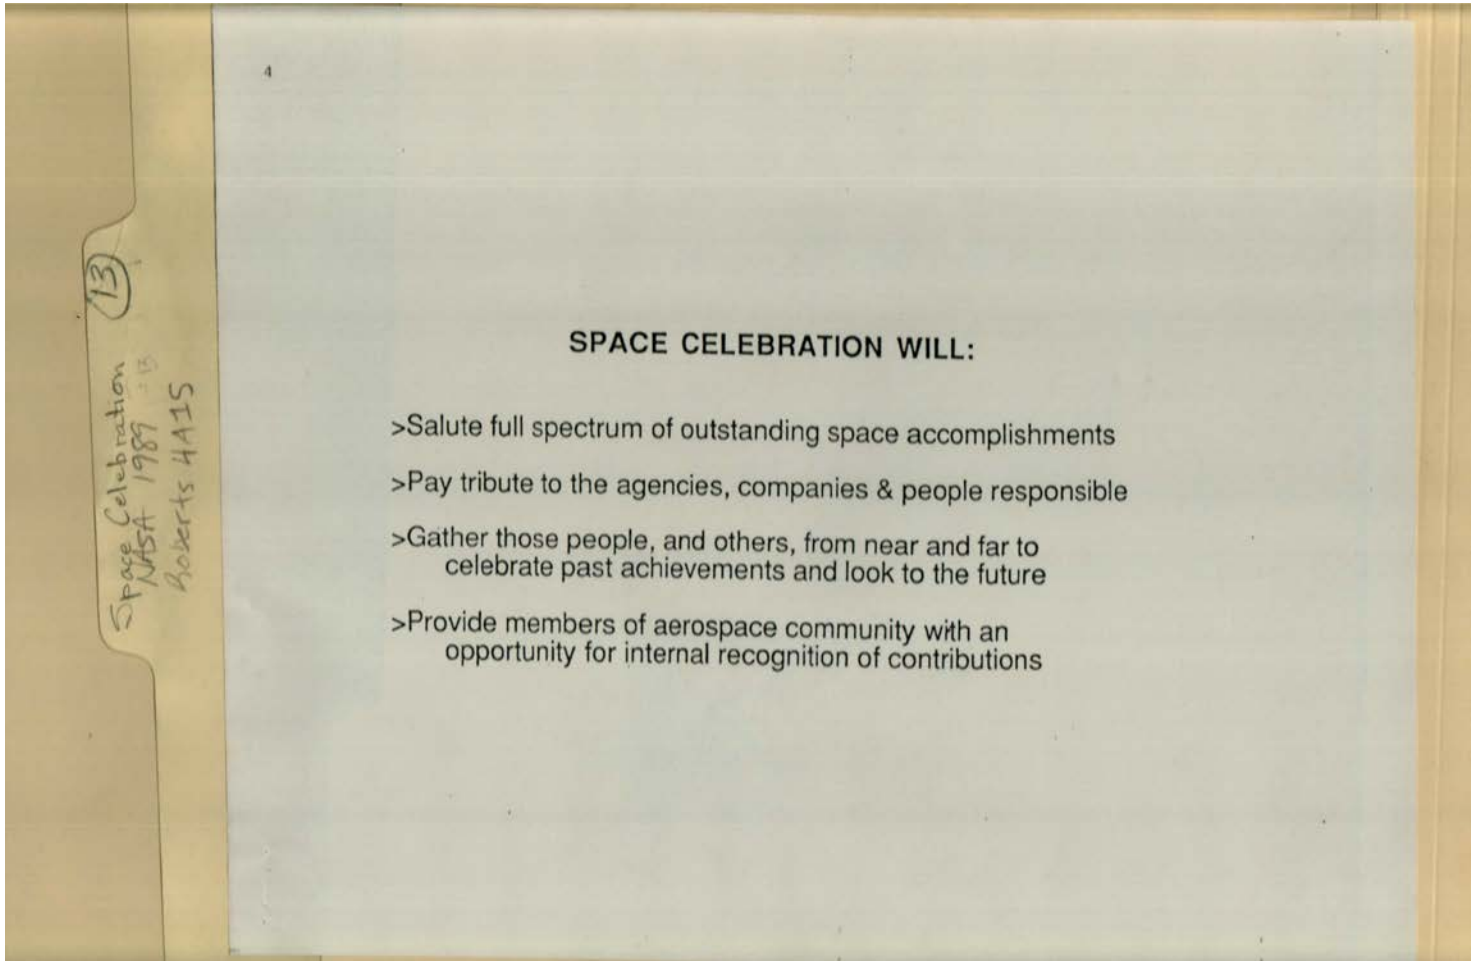 4
SPACE CELEBRATION WILL:
>Salute full spectrum of outstanding space accomplishments
>Pay tribute to the agencies, companies & people responsible
>Gather those people, and others, from near and far to
celebrate past achievements and look to the future
>Provide members of aerospace community with an
opportunity for internal recognition of contributions
Space Celebration 13
NASA 1989 13
Roberts 4A15